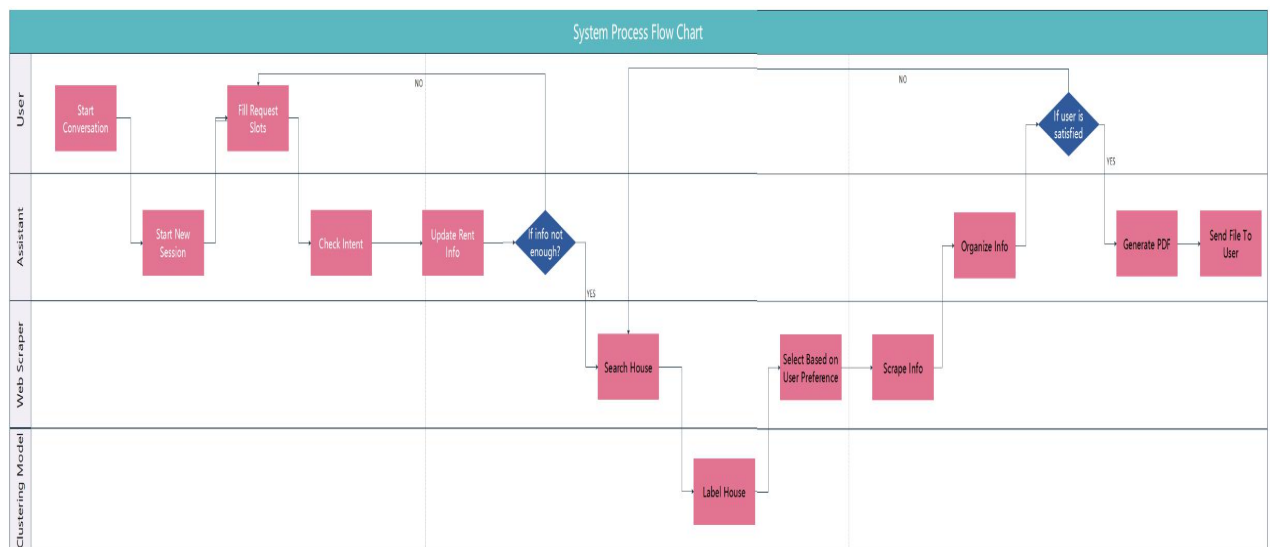 System Process Flow Chart
User
Start
Conversation
Fill Request
Slots
NO
NO
If user is
satisfied
YES
Assistant
Start New
Session
Check Intent
Update Rent
Info
If info not
enough?
YES
Organize Info
Generate PDF
Send File To
User
Web Scraper
Search House
Select Based on
User Preference
Scrape Info
Clustering Model
Label House